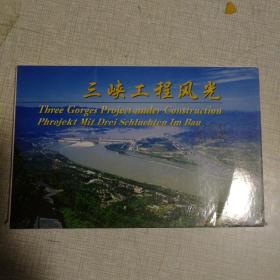 三峡工程风光
Three Gorges Project under Construction
Phrojekt Mit Drei Schluchten Im Bau